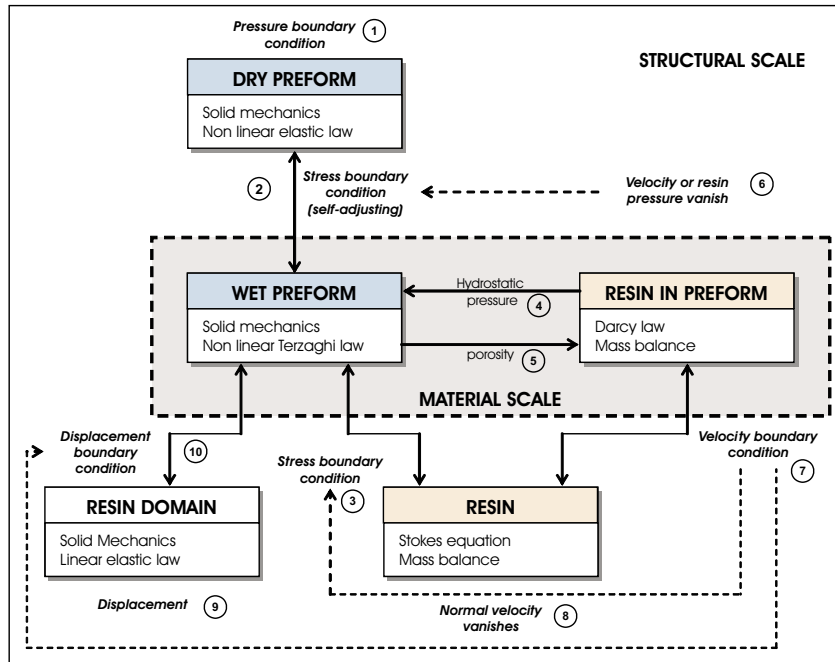 Pressure boundary
condition
1
STRUCTURAL SCALE
DRY PREFORM
Solid mechanics
Non linear elastic law
2
Stress boundary
condition
(self-adjusting)
Velocity or resin
pressure vanish
6
WET PREFORM
Solid mechanics
Non linear Terzaghi law
Hydrostatic
pressure
4
RESIN IN PREFORM
Darcy law
Mass balance
porosity
5
MATERIAL SCALE
Displacement
boundary
condition
10
Stress boundary
condition
3
Velocity boundary
condition
7
RESIN DOMAIN
Solid Mechanics
Linear elastic law
RESIN
Stokes equation
Mass balance
Displacement
9
Normal velocity
vanishes
8